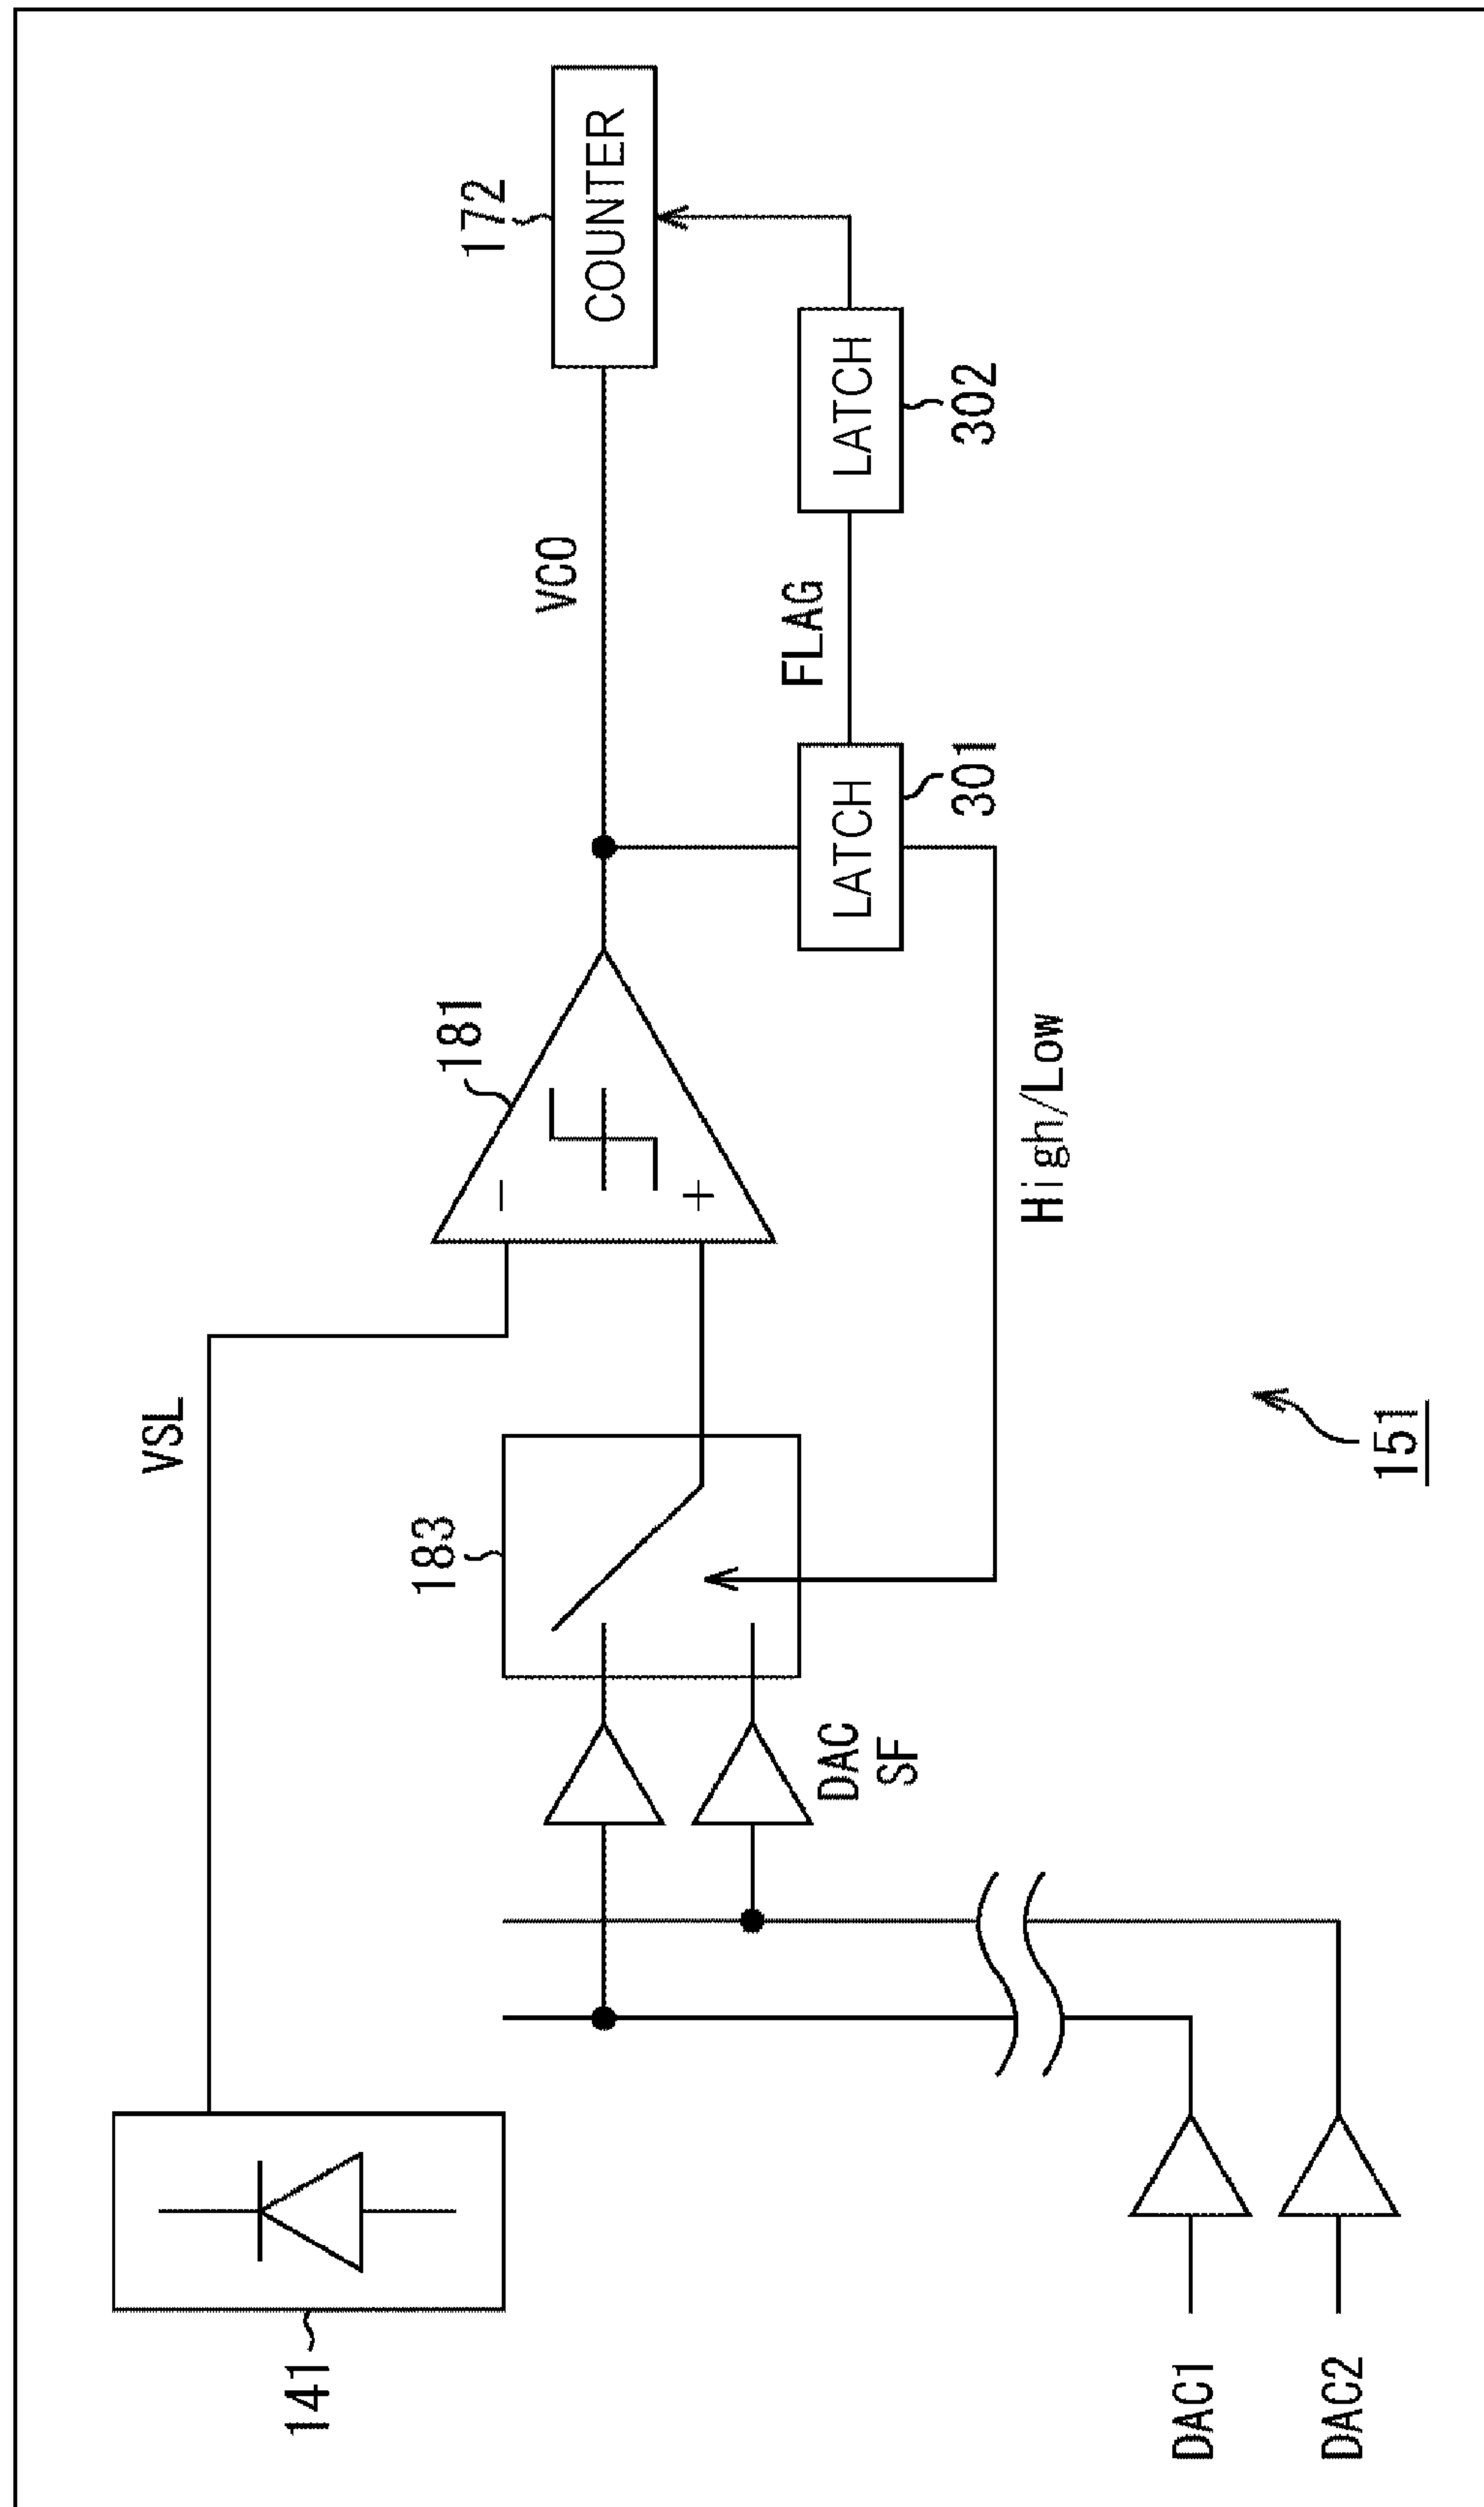 141
VSL
183
181
VCO
172
COUNTER
DAC
SF
LATCH
301
FLAG
LATCH
302
High/Low
DAC1
DAC2
151